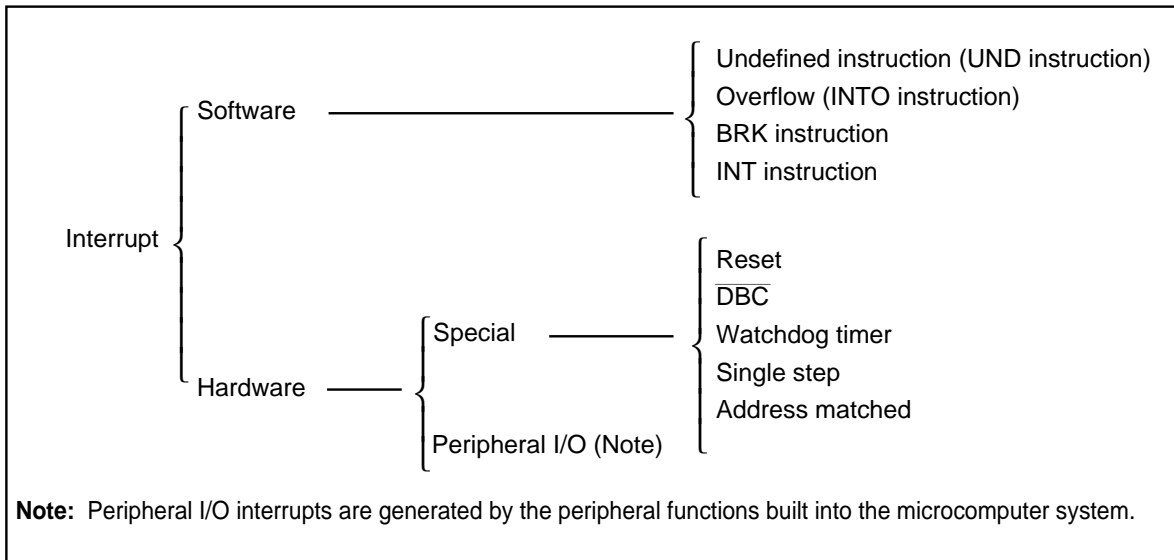 Interrupt
Software
Undefined instruction (UND instruction)
Overflow (INTO instruction)
BRK instruction
INT instruction
Hardware
Special
Reset
D̅B̅C̅
Watchdog timer
Single step
Address matched
Peripheral I/O (Note)
Note: Peripheral I/O interrupts are generated by the peripheral functions built into the microcomputer system.